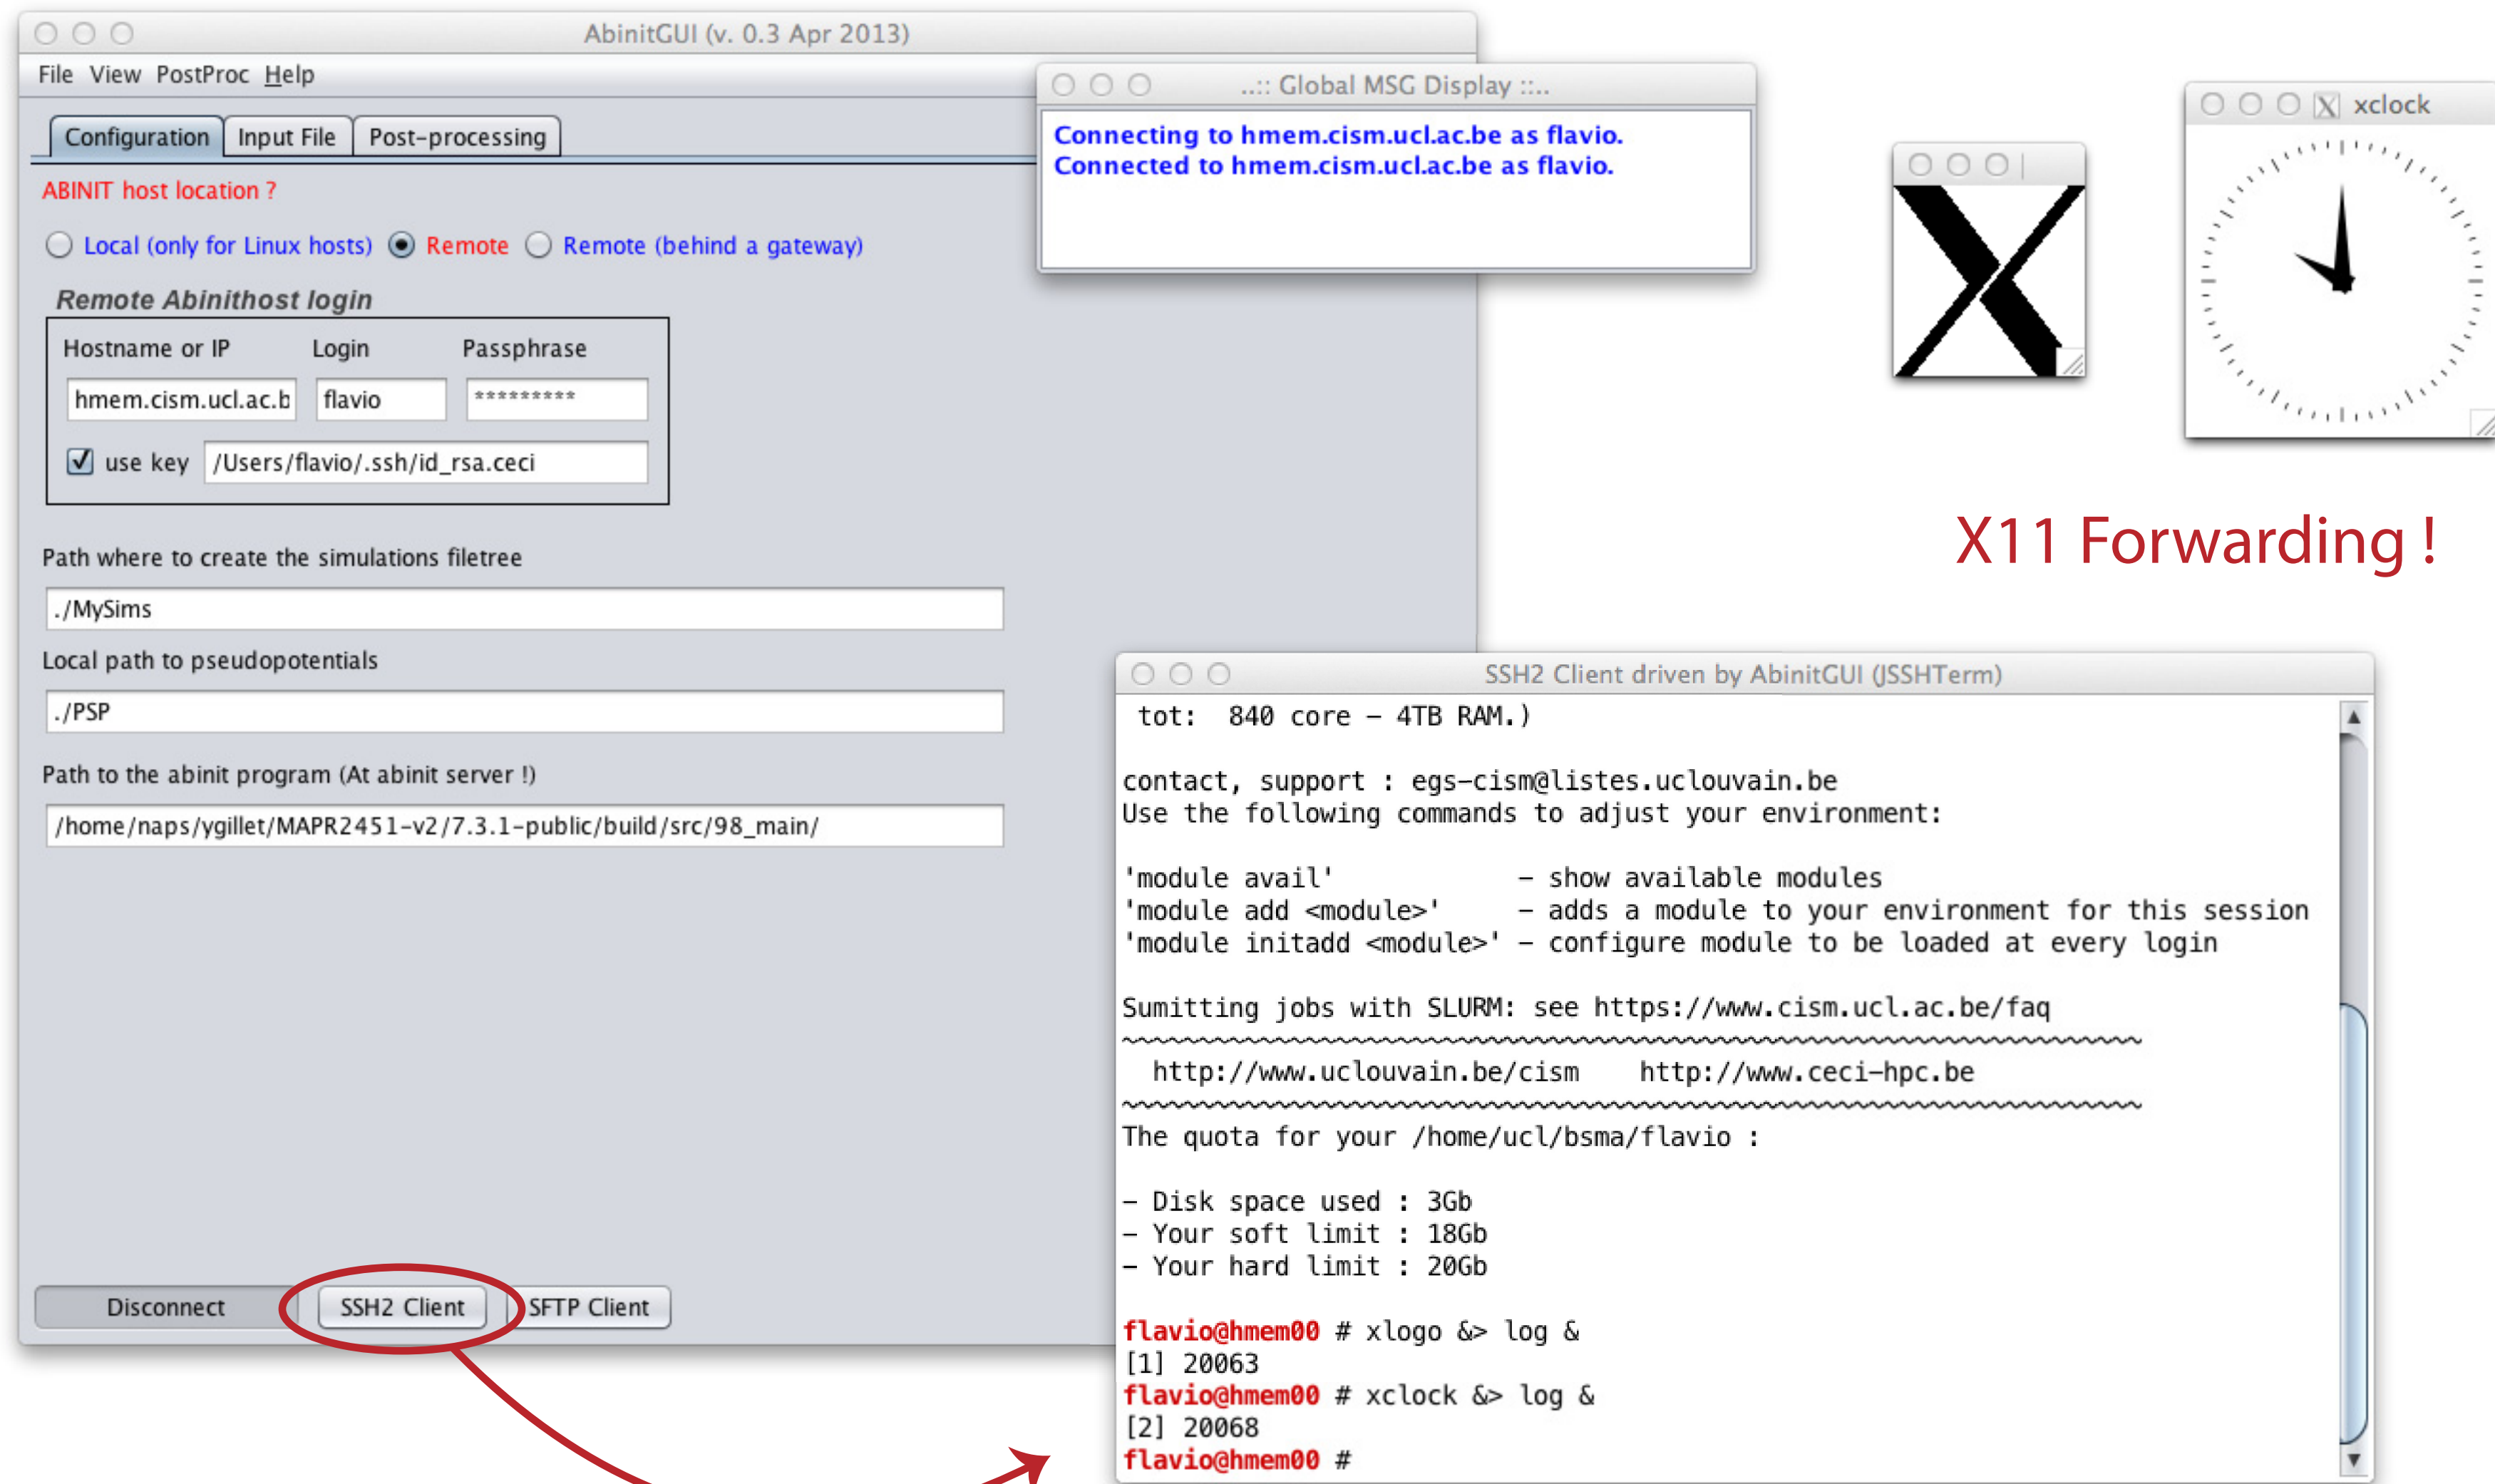 AbinitGUI (v. 0.3 Apr 2013)
File View PostProc Help
Configuration Input File Post-processing
ABINIT host location ?
Local (only for Linux hosts) Remote Remote (behind a gateway)
Remote Abinithost login
Hostname or IP Login Passphrase
hmem.cism.ucl.ac.b flavio *********
use key /Users/flavio/.ssh/id_rsa.ceci
Path where to create the simulations filetree
./MySims
Local path to pseudopotentials
./PSP
Path to the abinit program (At abinit server !)
/home/naps/ygillet/MAPR2451-v2/7.3.1-public/build/src/98_main/
Disconnect SSH2 Client SFTP Client
..:: Global MSG Display ::..
Connecting to hmem.cism.ucl.ac.be as flavio.
Connected to hmem.cism.ucl.ac.be as flavio.
X xclock
X11 Forwarding !
SSH2 Client driven by AbinitGUI (JSSHTerm)
tot: 840 core – 4TB RAM.)
contact, support : egs–cism@listes.uclouvain.be
Use the following commands to adjust your environment:
'module avail' – show available modules
'module add <module>' – adds a module to your environment for this session
'module initadd <module>' – configure module to be loaded at every login
Sumitting jobs with SLURM: see https://www.cism.ucl.ac.be/faq
~~~~~~~~~~~~~~~~~~~~~~~~~~~~~~~~~~~~~~~~~~~~~~~~~~~~~~~~~~~~~~~~~~~
http://www.uclouvain.be/cism http://www.ceci–hpc.be
~~~~~~~~~~~~~~~~~~~~~~~~~~~~~~~~~~~~~~~~~~~~~~~~~~~~~~~~~~~~~~~~~~~
The quota for your /home/ucl/bsma/flavio :
– Disk space used : 3Gb
– Your soft limit : 18Gb
– Your hard limit : 20Gb
flavio@hmem00 # xlogo &> log &
[1] 20063
flavio@hmem00 # xclock &> log &
[2] 20068
flavio@hmem00 #